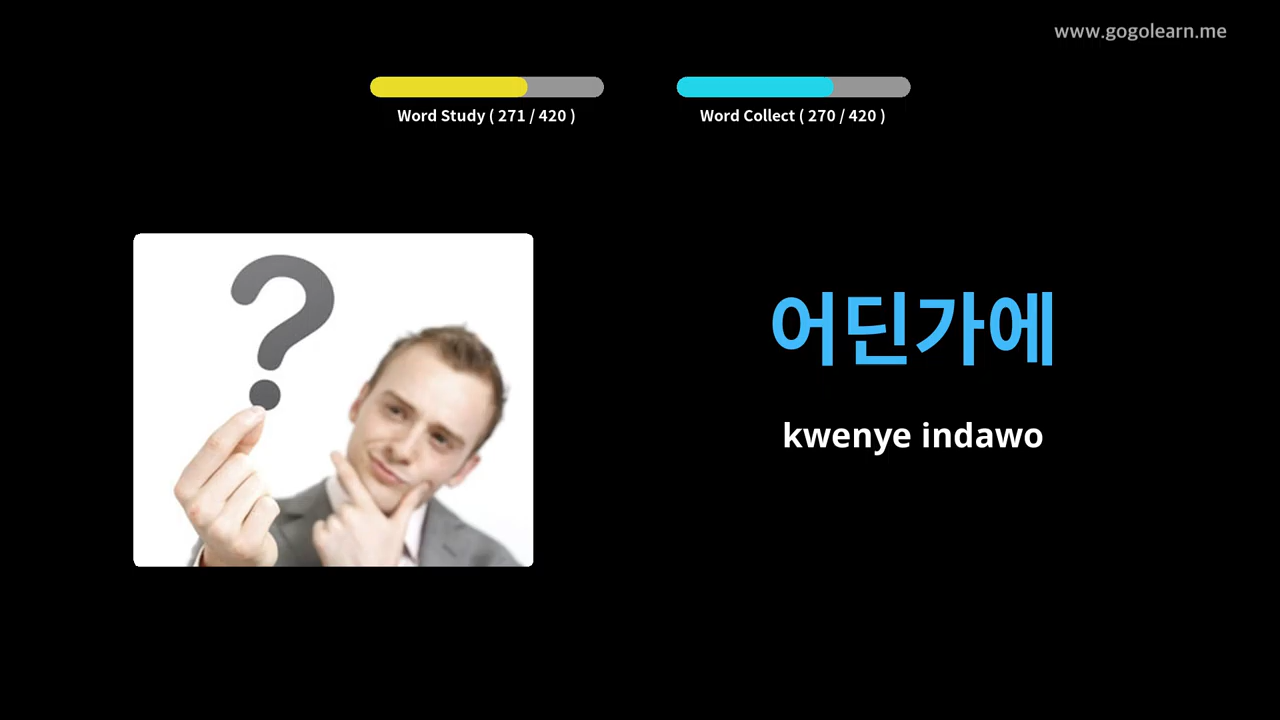 www.gogolearn.me
Word Study ( 271 / 420 )
Word Collect ( 270 / 420 )
어딘가에
kwenye indawo